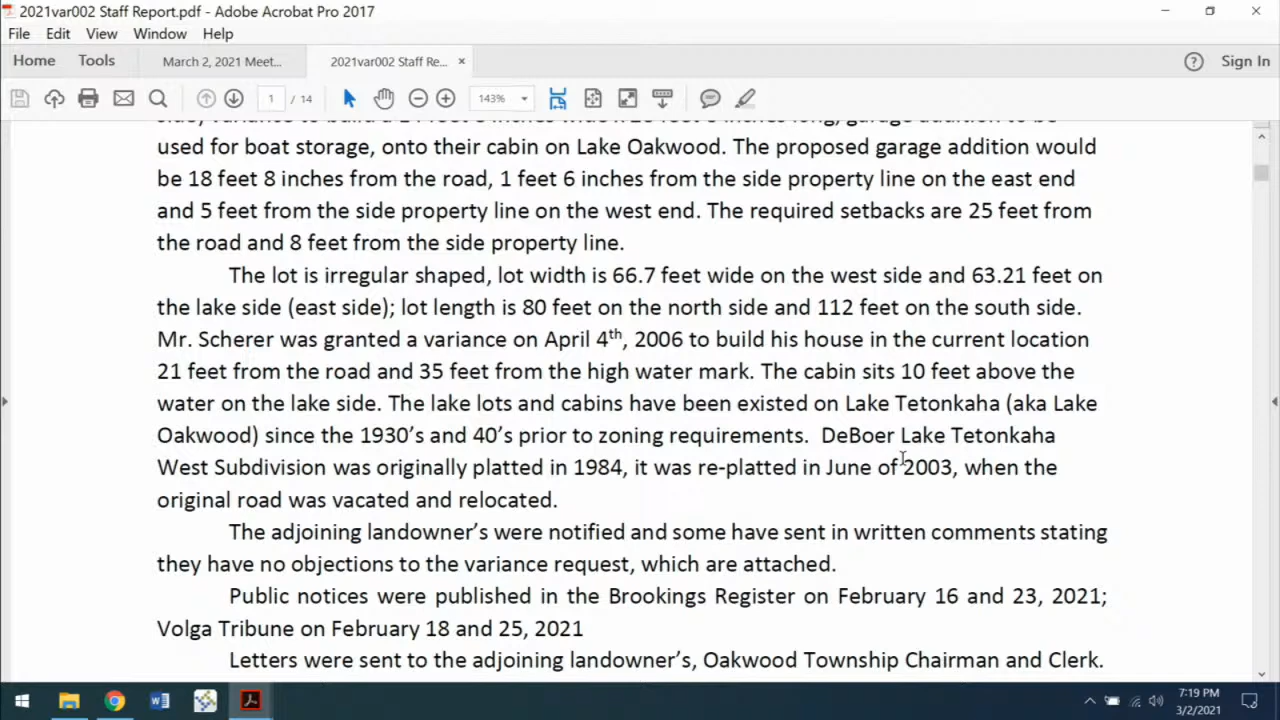 2021var002 Staff Report.pdf - Adobe Acrobat Pro 2017
File Edit View Window Help
Home Tools March 2, 2021 Meet... 2021var002 Staff Re... × Sign In
1 / 14 143%
used for boat storage, onto their cabin on Lake Oakwood. The proposed garage addition would
be 18 feet 8 inches from the road, 1 feet 6 inches from the side property line on the east end
and 5 feet from the side property line on the west end. The required setbacks are 25 feet from
the road and 8 feet from the side property line.
The lot is irregular shaped, lot width is 66.7 feet wide on the west side and 63.21 feet on
the lake side (east side); lot length is 80 feet on the north side and 112 feet on the south side.
Mr. Scherer was granted a variance on April 4th, 2006 to build his house in the current location
21 feet from the road and 35 feet from the high water mark. The cabin sits 10 feet above the
water on the lake side. The lake lots and cabins have been existed on Lake Tetonkaha (aka Lake
Oakwood) since the 1930’s and 40’s prior to zoning requirements. DeBoer Lake Tetonkaha
West Subdivision was originally platted in 1984, it was re-platted in June of 2003, when the
original road was vacated and relocated.
The adjoining landowner’s were notified and some have sent in written comments stating
they have no objections to the variance request, which are attached.
Public notices were published in the Brookings Register on February 16 and 23, 2021;
Volga Tribune on February 18 and 25, 2021
Letters were sent to the adjoining landowner’s, Oakwood Township Chairman and Clerk.
7:19 PM
3/2/2021